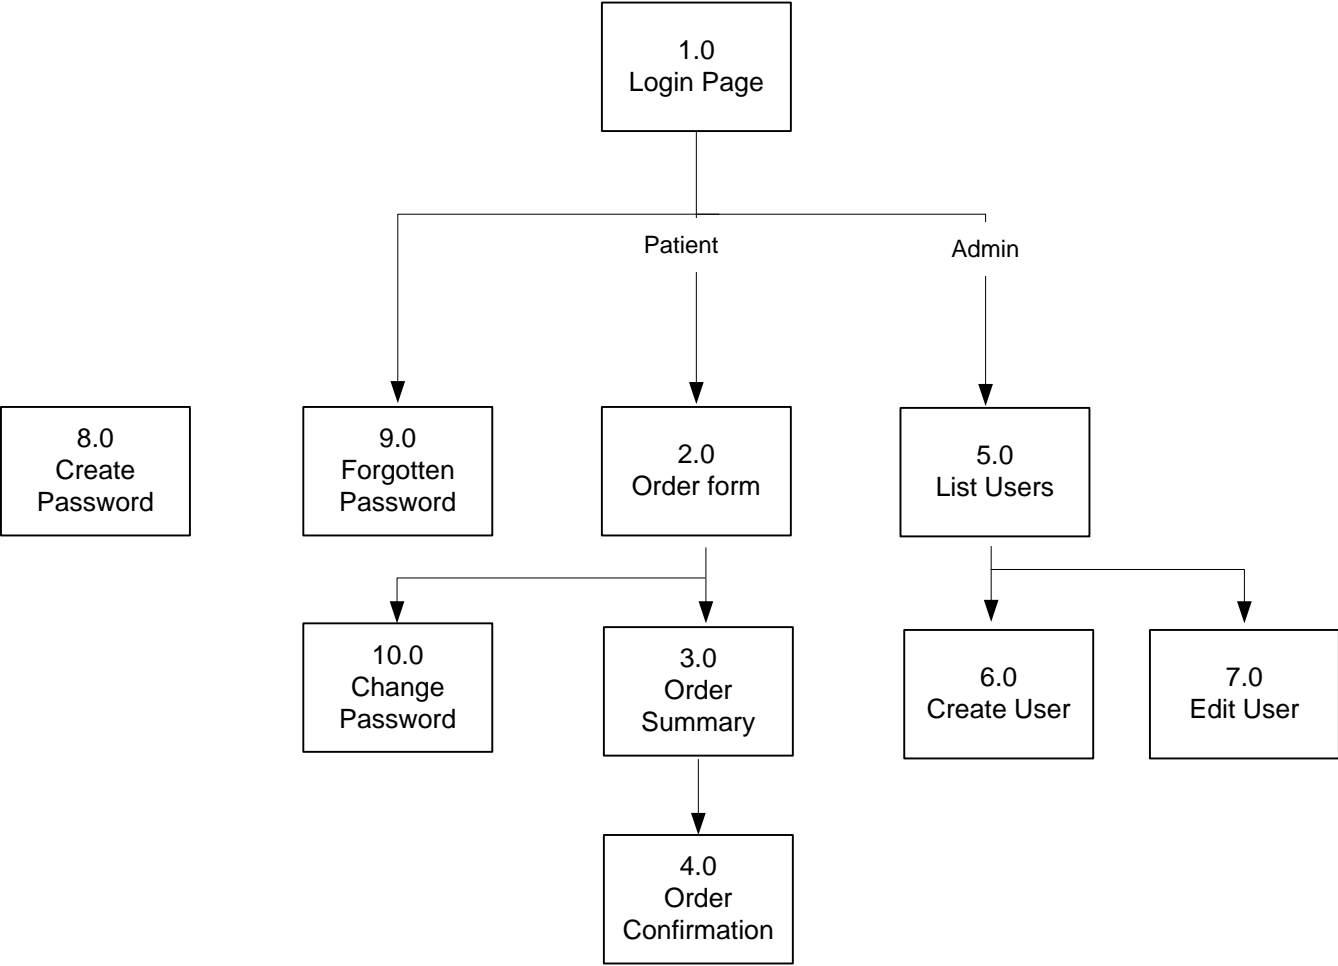 1.0
Login Page
Patient
Admin
8.0
Create
Password
9.0
Forgotten
Password
2.0
Order form
5.0
List Users
10.0
Change
Password
3.0
Order
Summary
6.0
Create User
7.0
Edit User
4.0
Order
Confirmation